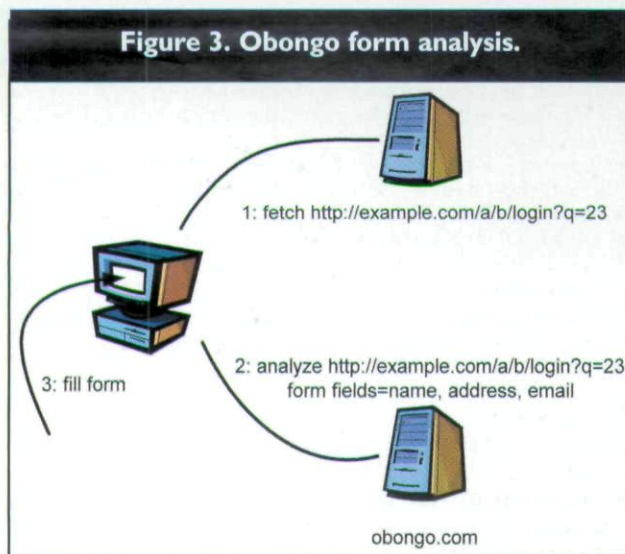 Figure 3. Obongo form analysis.
1: fetch http://example.com/a/b/login?q=23
2: analyze http://example.com/a/b/login?q=23
form fields=name, address, email
3: fill form
obongo.com